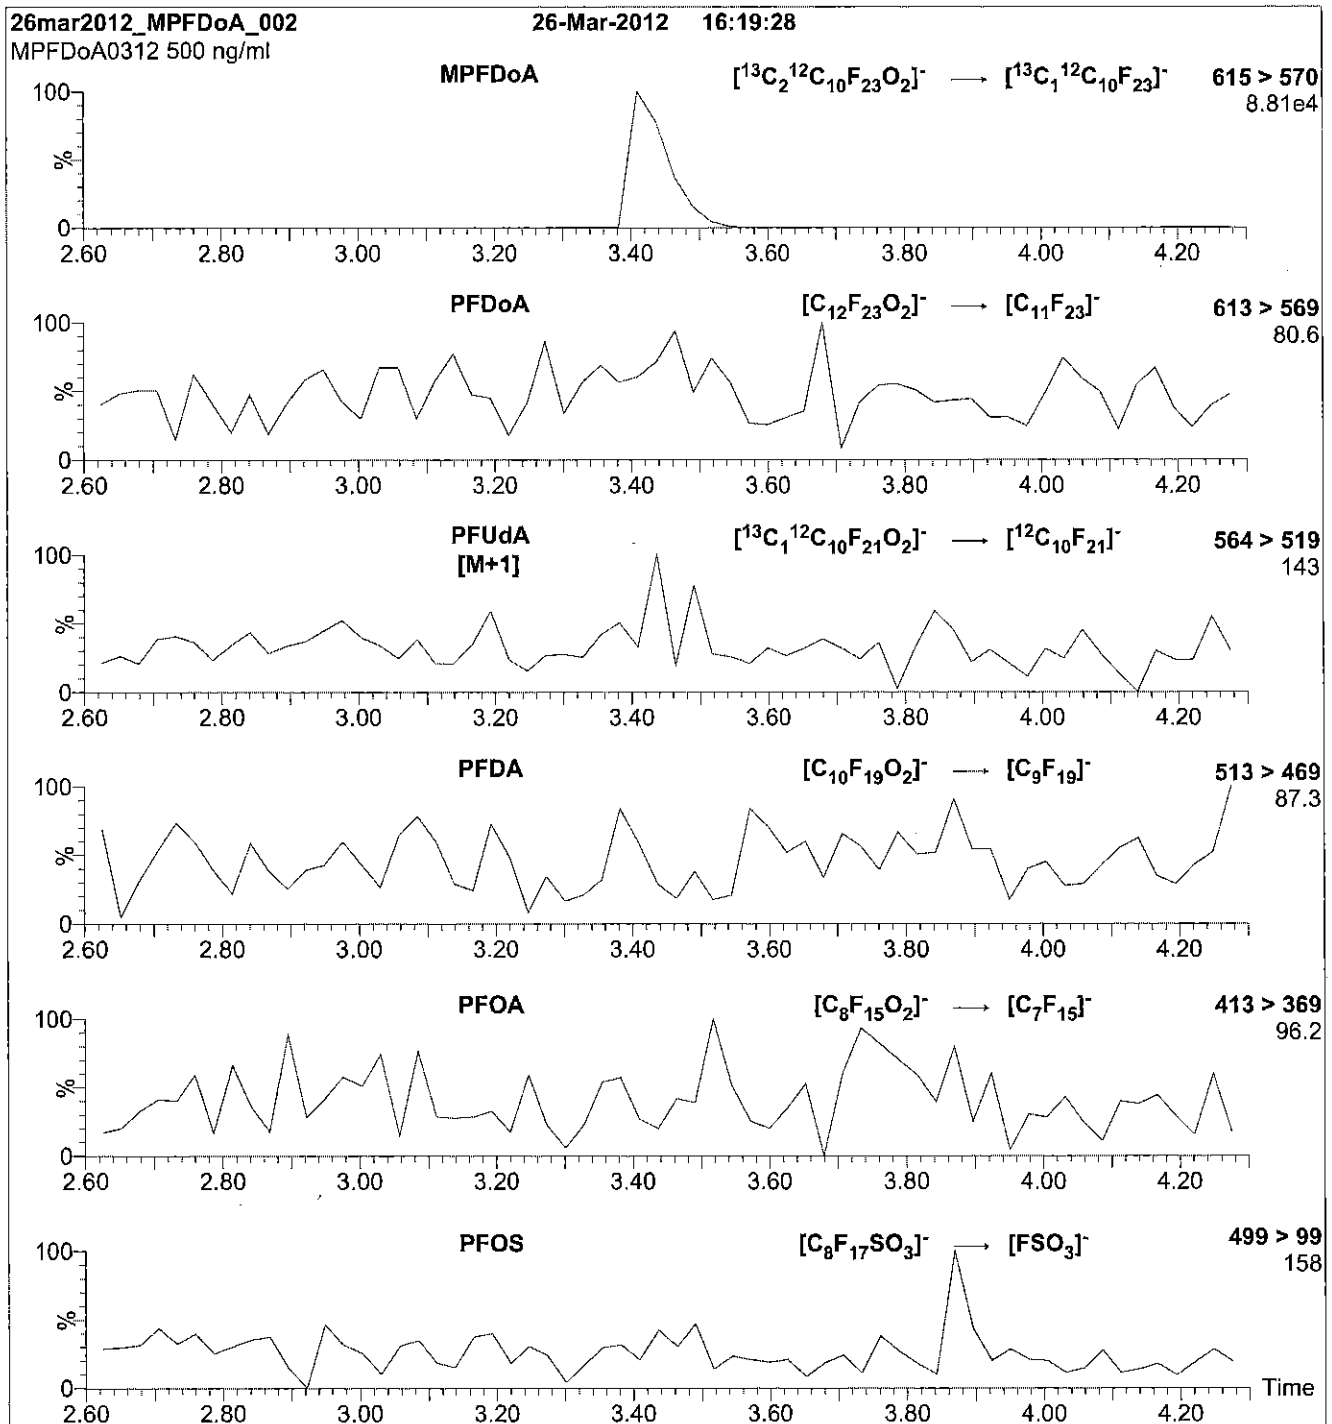 26mar2012_MPFDoA_002 26-Mar-2012 16:19:28
MPFDoA0312 500 ng/ml
MPFDoA [¹³C₂¹²C₁₀F₂₃O₂]⁻ → [¹³C₁¹²C₁₀F₂₃]⁻ 615 > 570
8.81e4
100
%
0
2.60 2.80 3.00 3.20 3.40 3.60 3.80 4.00 4.20
PFDoA [C₁₂F₂₃O₂]⁻ → [C₁₁F₂₃]⁻ 613 > 569
80.6
100
%
0
2.60 2.80 3.00 3.20 3.40 3.60 3.80 4.00 4.20
PFUdA [¹³C₁¹²C₁₀F₂₁O₂]⁻ → [¹²C₁₀F₂₁]⁻ 564 > 519
[M+1] 143
100
%
0
2.60 2.80 3.00 3.20 3.40 3.60 3.80 4.00 4.20
PFDA [C₁₀F₁₉O₂]⁻ → [C₉F₁₉]⁻ 513 > 469
87.3
100
%
0
2.60 2.80 3.00 3.20 3.40 3.60 3.80 4.00 4.20
PFOA [C₈F₁₅O₂]⁻ → [C₇F₁₅]⁻ 413 > 369
96.2
100
%
0
2.60 2.80 3.00 3.20 3.40 3.60 3.80 4.00 4.20
PFOS [C₈F₁₇SO₃]⁻ → [FSO₃]⁻ 499 > 99
158
100
%
0
Time
2.60 2.80 3.00 3.20 3.40 3.60 3.80 4.00 4.20